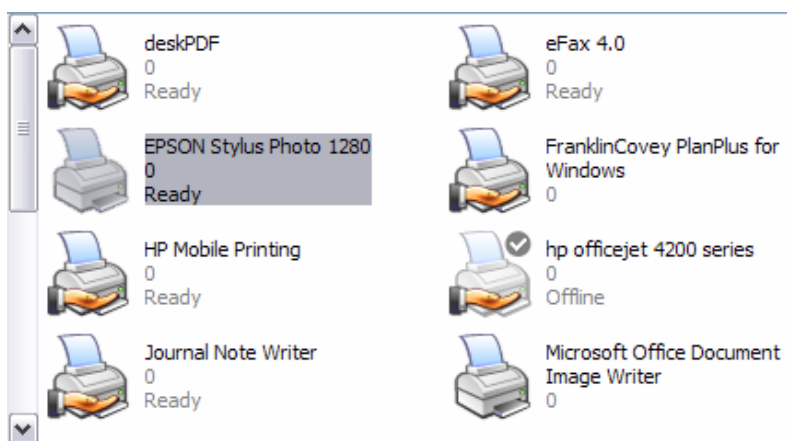 deskPDF
0
Ready
eFax 4.0
0
Ready
EPSON Stylus Photo 1280
0
Ready
FranklinCovey PlanPlus for
Windows
0
HP Mobile Printing
0
Ready
hp officejet 4200 series
0
Offline
Journal Note Writer
0
Ready
Microsoft Office Document
Image Writer
0